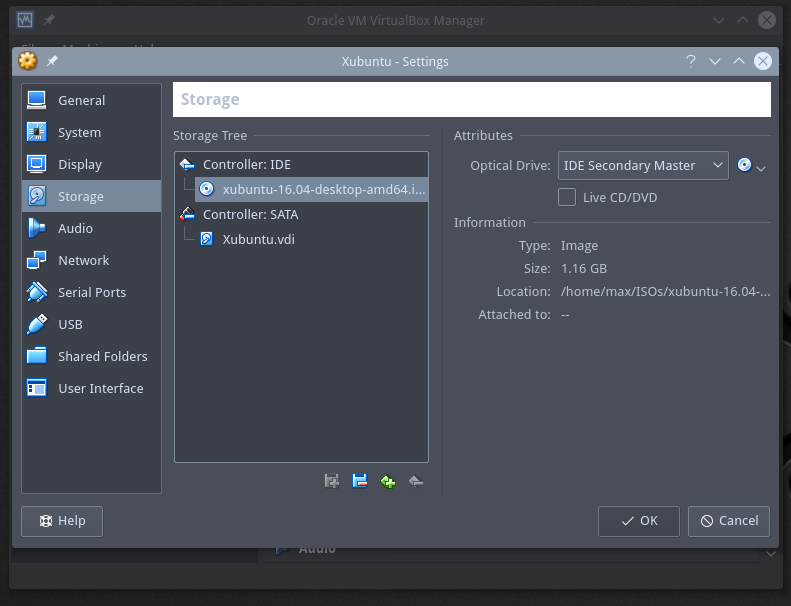 Oracle VM VirtualBox Manager
Xubuntu - Settings
General
System
Display
Storage
Audio
Network
Serial Ports
USB
Shared Folders
User Interface
Storage
Storage Tree
Controller: IDE
xubuntu-16.04-desktop-amd64.i...
Controller: SATA
Xubuntu.vdi
Attributes
Optical Drive: IDE Secondary Master
Live CD/DVD
Information
Type: Image
Size: 1.16 GB
Location: /home/max/ISOs/xubuntu-16.04-...
Attached to: --
Help
OK
Cancel
Audio